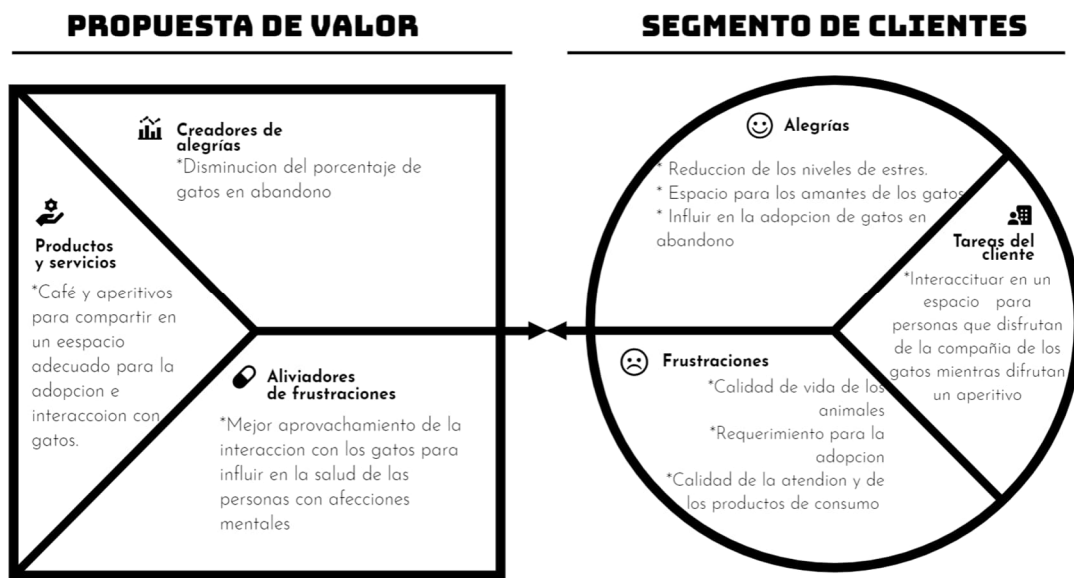 PROPUESTA DE VALOR
Creadores de
alegrías
*Disminucion del porcentaje de
gatos en abandono
Productos
y servicios
*Café y aperitivos
para compartir en
un eespacio
adecuado para la
adopcion e
interaccoion con
gatos.
Aliviadores
de frustraciones
*Mejor aprovachamiento de la
interaccion con los gatos para
influir en la salud de las
personas con afecciones
mentales
SEGMENTO DE CLIENTES
Alegrías
* Reduccion de los niveles de estres.
* Espacio para los amantes de los gatos
* Influir en la adopcion de gatos en
abandono
Tareas del
cliente
*Interaccituar en un
espacio para
personas que disfrutan
de la compañia de los
gatos mientras difrutan
un aperitivo
Frustraciones
*Calidad de vida de los
animales
*Requerimiento para la
adopcion
*Calidad de la atendion y de
los productos de consumo